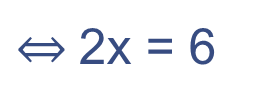 ⇔ 2x = 6